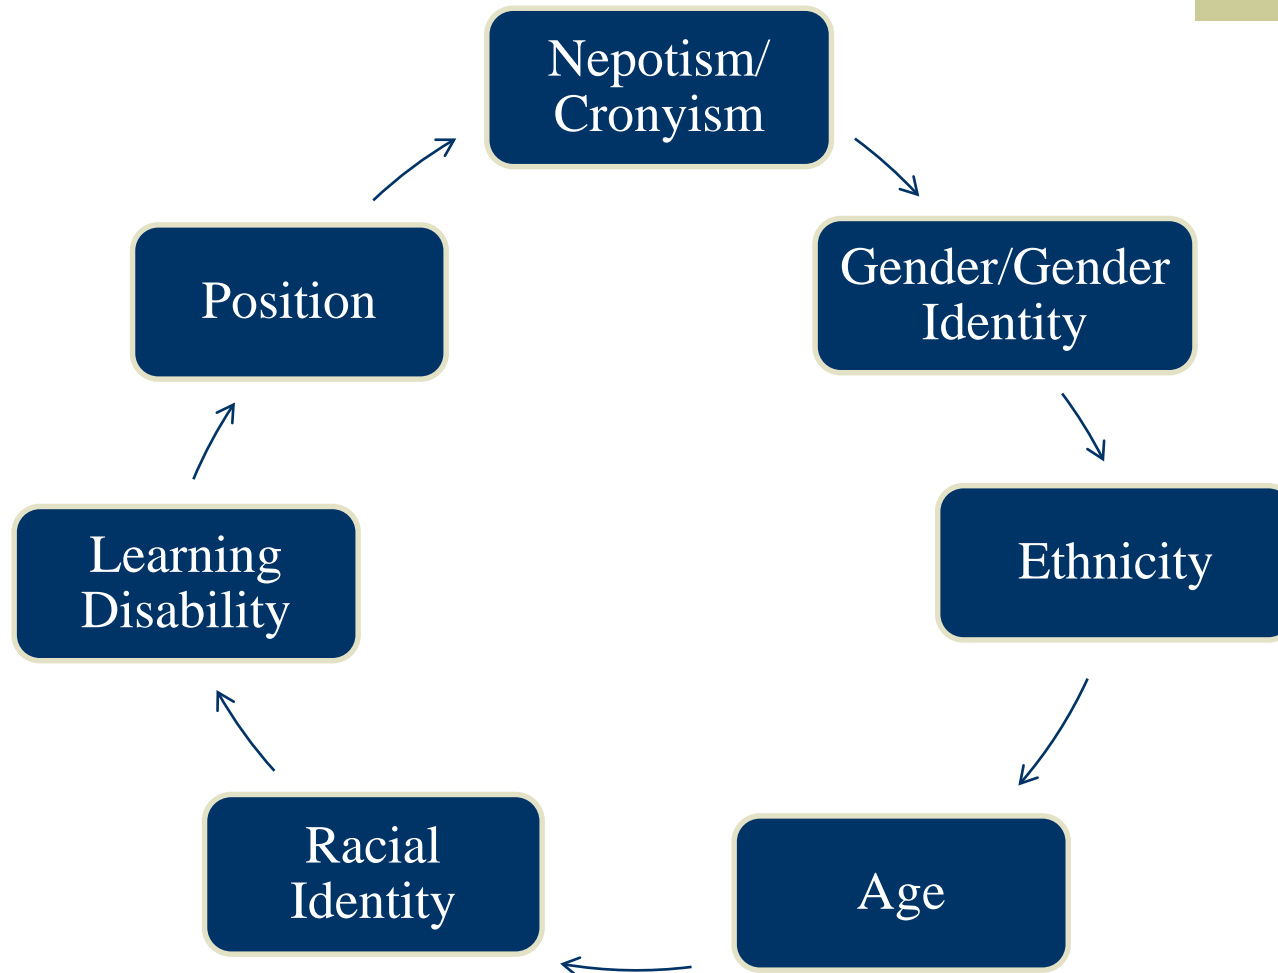 Nepotism/
Cronyism
Gender/Gender
Identity
Ethnicity
Age
Racial
Identity
Learning
Disability
Position